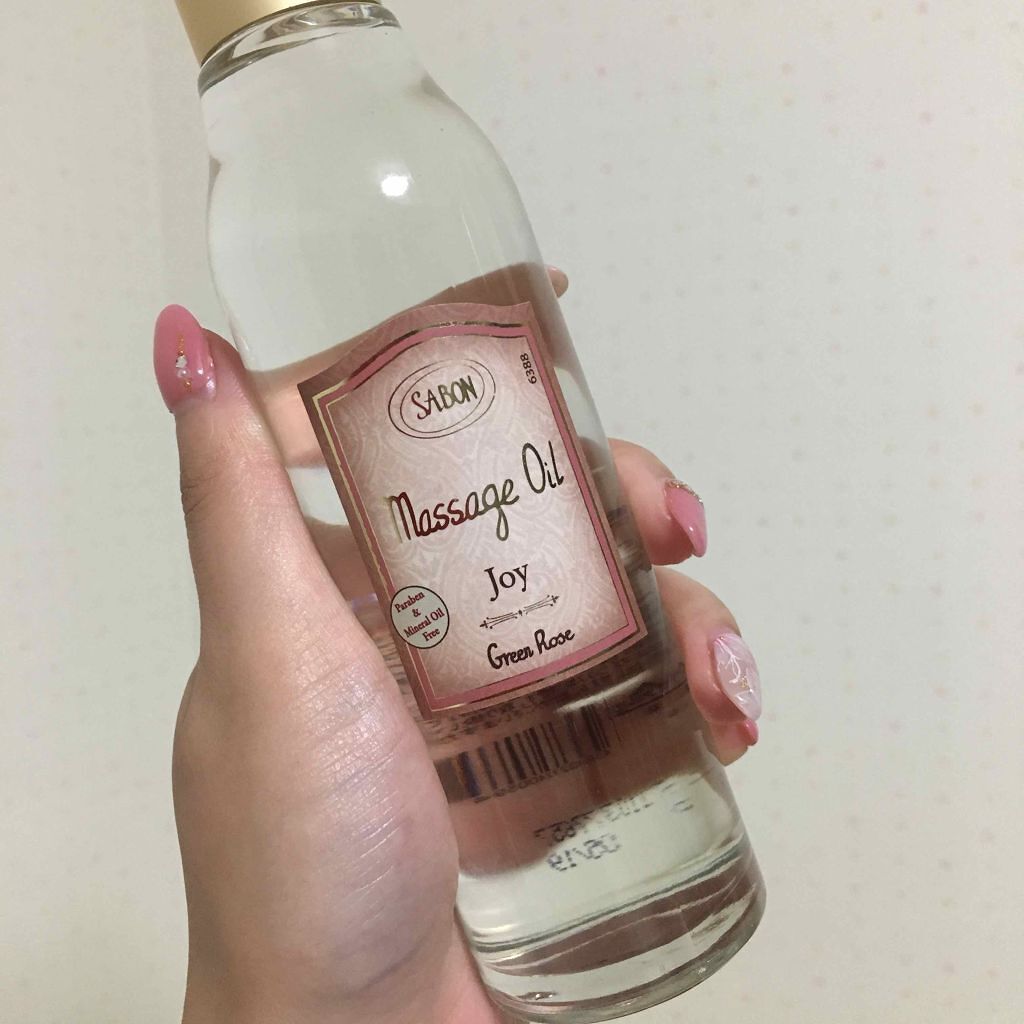 SABON
6388
Massage Oil
Joy
Paraben
&
Mineral Oil
Free
Green Rose